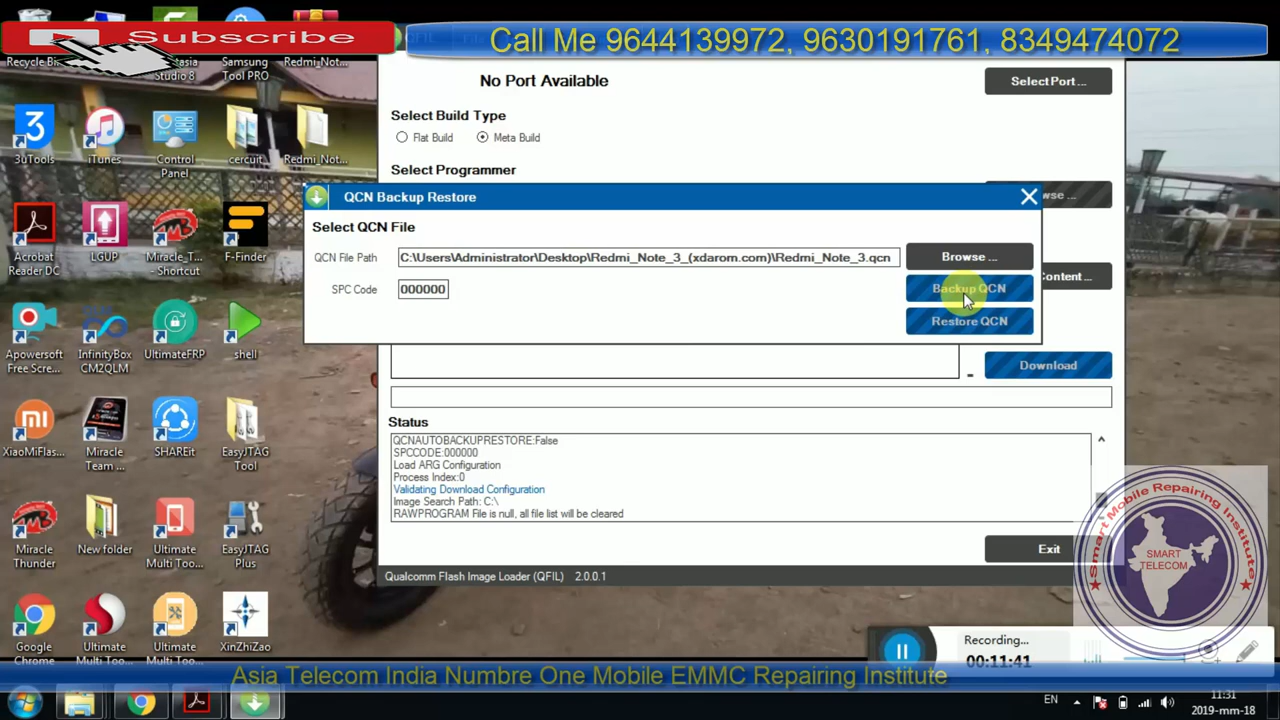 Subscribe
Call Me 9644139972, 9630191761, 8349474072
Recycle Bi
Studio 8
Samsung
Tool PRO
Redmi_Not...
No Port Available
Select Port ...
Select Build Type
Flat Build
Meta Build
Select Programmer
3uTools
iTunes
Control
Panel
cercuit
Redmi_Not...
QCN Backup Restore
Select QCN File
QCN File Path
C:\Users\Administrator\Desktop\Redmi_Note_3_(xdarom.com)\Redmi_Note_3.qcn
Browse ...
SPC Code
000000
Backup QCN
Restore QCN
Content ...
Acrobat
Reader DC
LGUP
Miracle_T...
- Shortcut
F-Finder
Download
Apowersoft
Free Scre...
InfinityBox
CM2QLM
UltimateFRP
shell
Status
QCNAUTOBACKUPRESTORE:False
SPCCODE:000000
Load ARG Configuration
Process Index:0
Validating Download Configuration
Image Search Path: C:\
RAWPROGRAM File is null, all file list will be cleared
XiaoMiFlas...
Miracle
Team ...
SHAREit
EasyJTAG
Tool
Exit
Qualcomm Flash Image Loader (QFIL) 2.0.0.1
Miracle
Thunder
New folder
Ultimate
Multi Too...
EasyJTAG
Plus
Smart Mobile Repairing Institute
SMART
TELECOM
Google
Chrome
Ultimate
Multi Too...
Ultimate
Multi Too...
XinZhiZao
Recording...
00:11:41
Asia Telecom India Numbre One Mobile EMMC Repairing Institute
EN
11:31
2019-mm-18